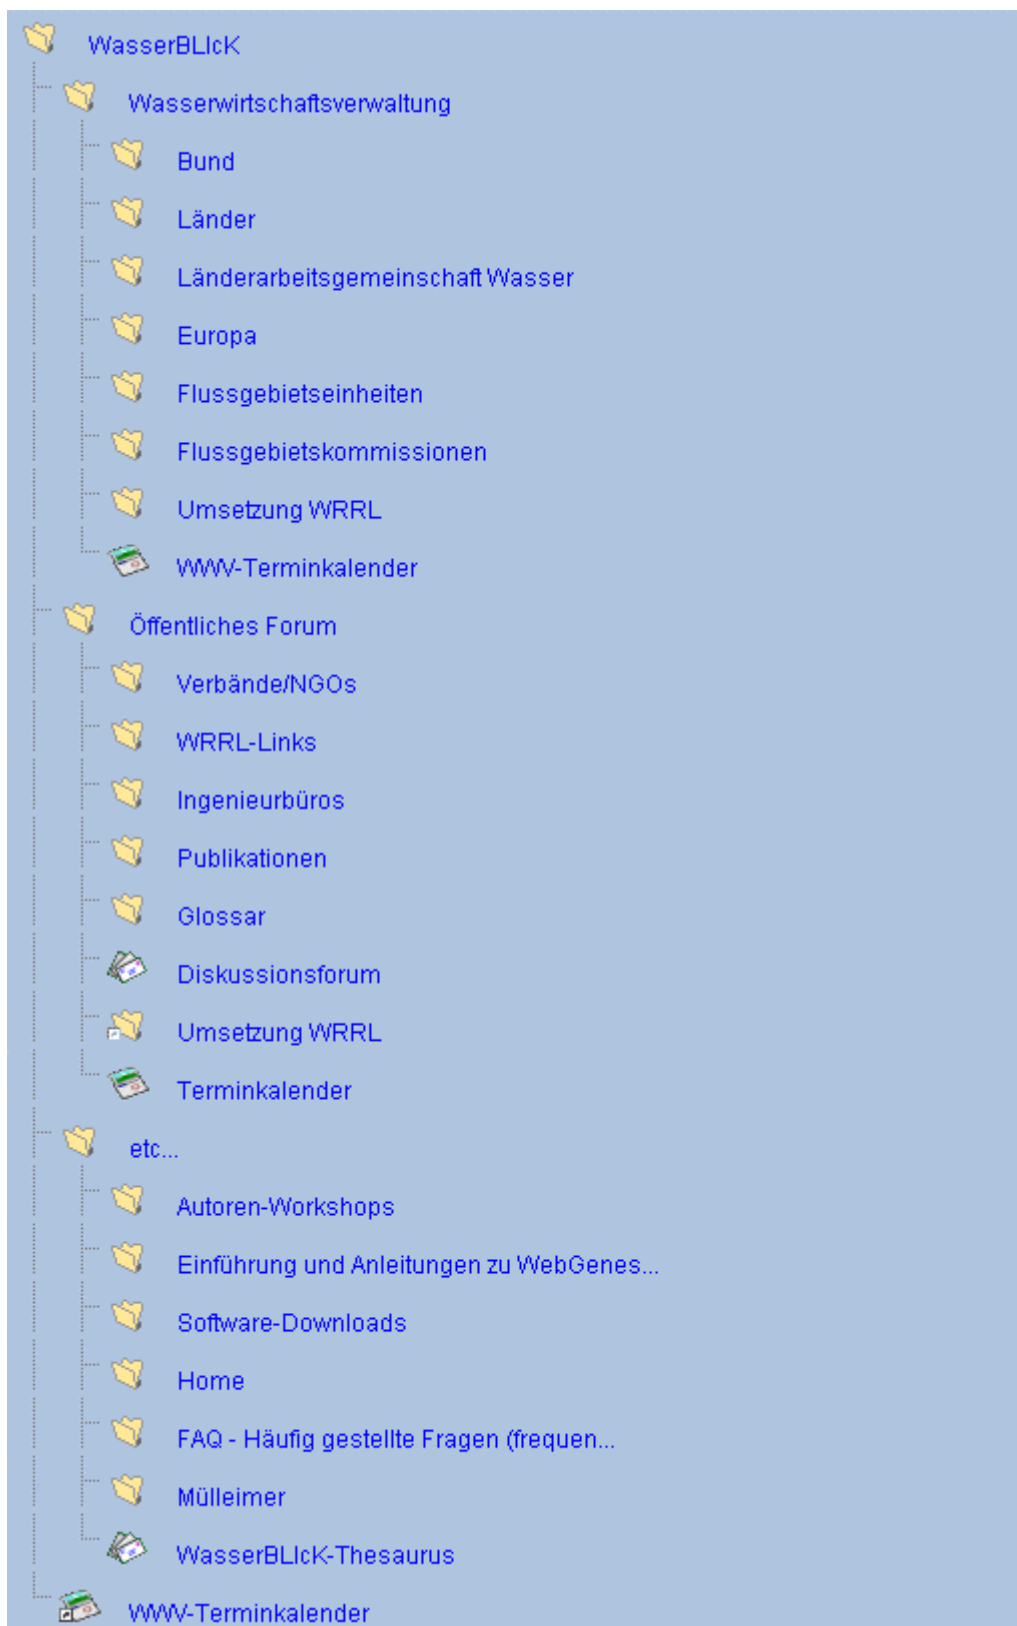 WasserBLIcK
Wasserwirtschaftsverwaltung
Bund
Länder
Länderarbeitsgemeinschaft Wasser
Europa
Flussgebietseinheiten
Flussgebietskommissionen
Umsetzung WRRL
WWV-Terminkalender
Öffentliches Forum
Verbände/NGOs
WRRL-Links
Ingenieurbüros
Publikationen
Glossar
Diskussionsforum
Umsetzung WRRL
Terminkalender
etc...
Autoren-Workshops
Einführung und Anleitungen zu WebGenes...
Software-Downloads
Home
FAQ - Häufig gestellte Fragen (frequen...
Mülleimer
WasserBLIcK-Thesaurus
WWV-Terminkalender